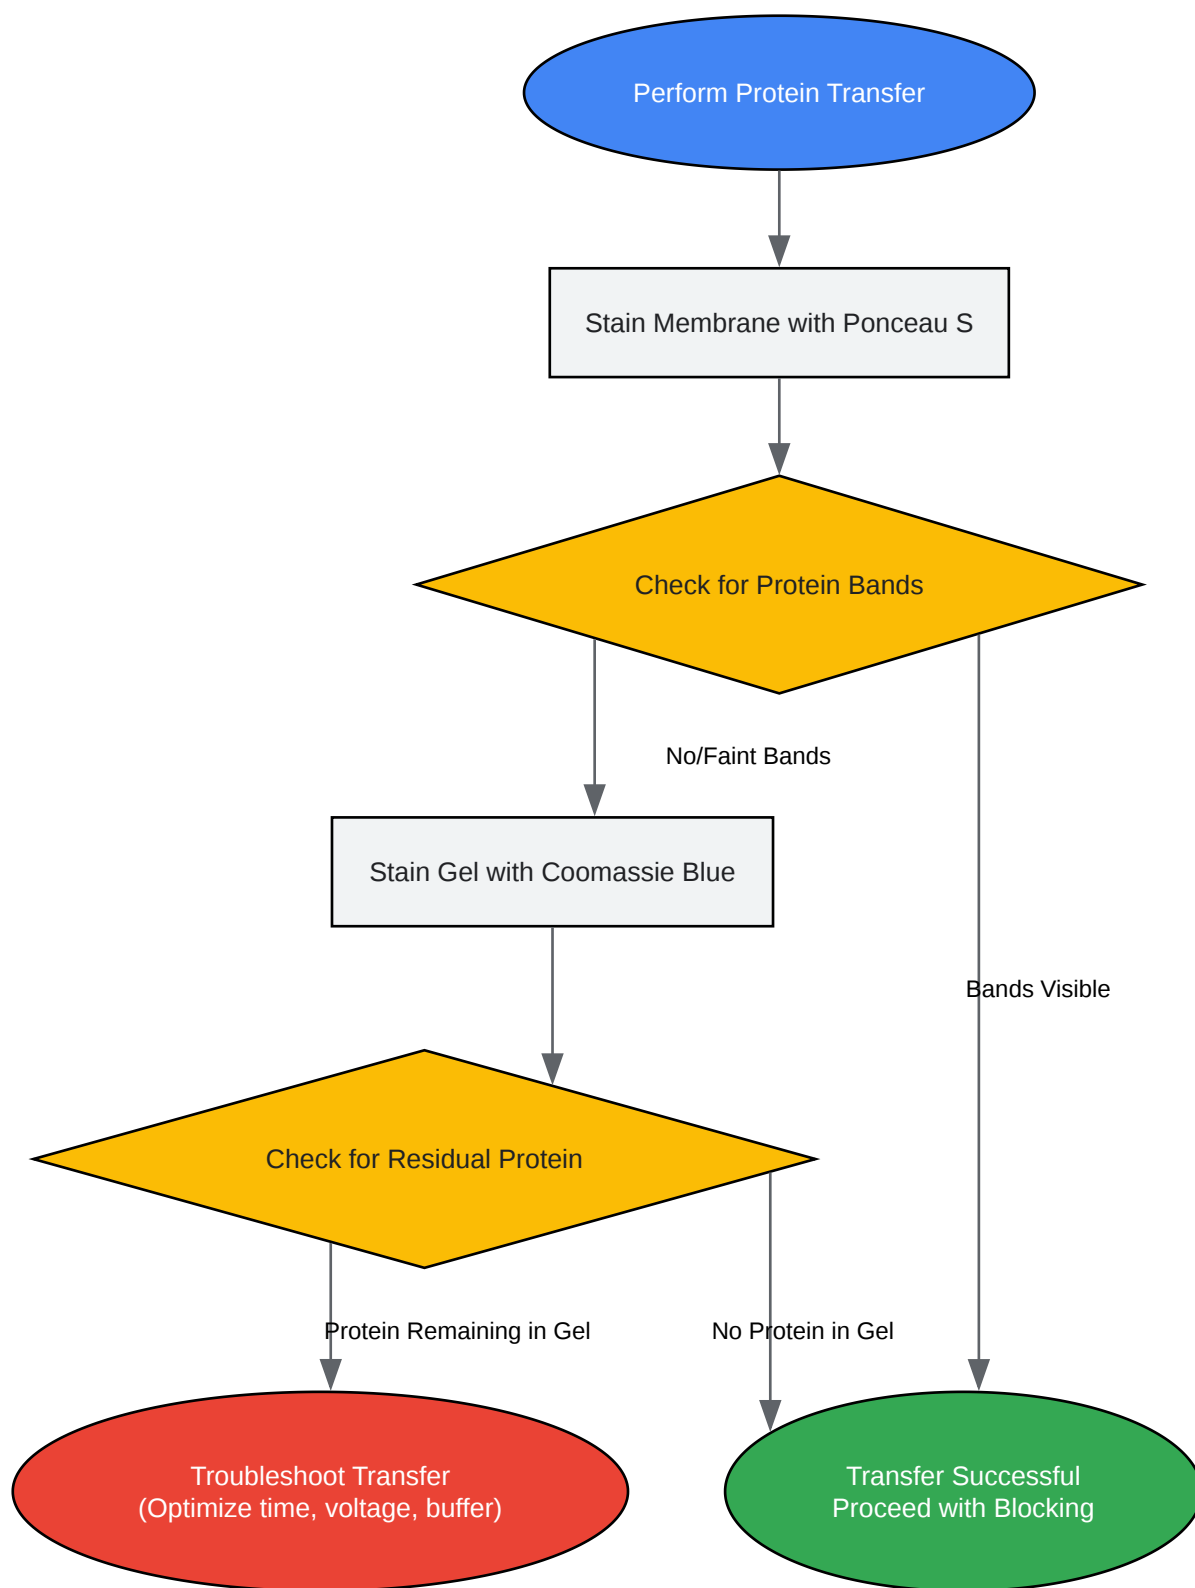 Perform Protein Transfer
Stain Membrane with Ponceau S
Check for Protein Bands
No/Faint Bands
Stain Gel with Coomassie Blue
Bands Visible
Check for Residual Protein
Protein Remaining in Gel
No Protein in Gel
Troubleshoot Transfer
(Optimize time, voltage, buffer)
Transfer Successful
Proceed with Blocking